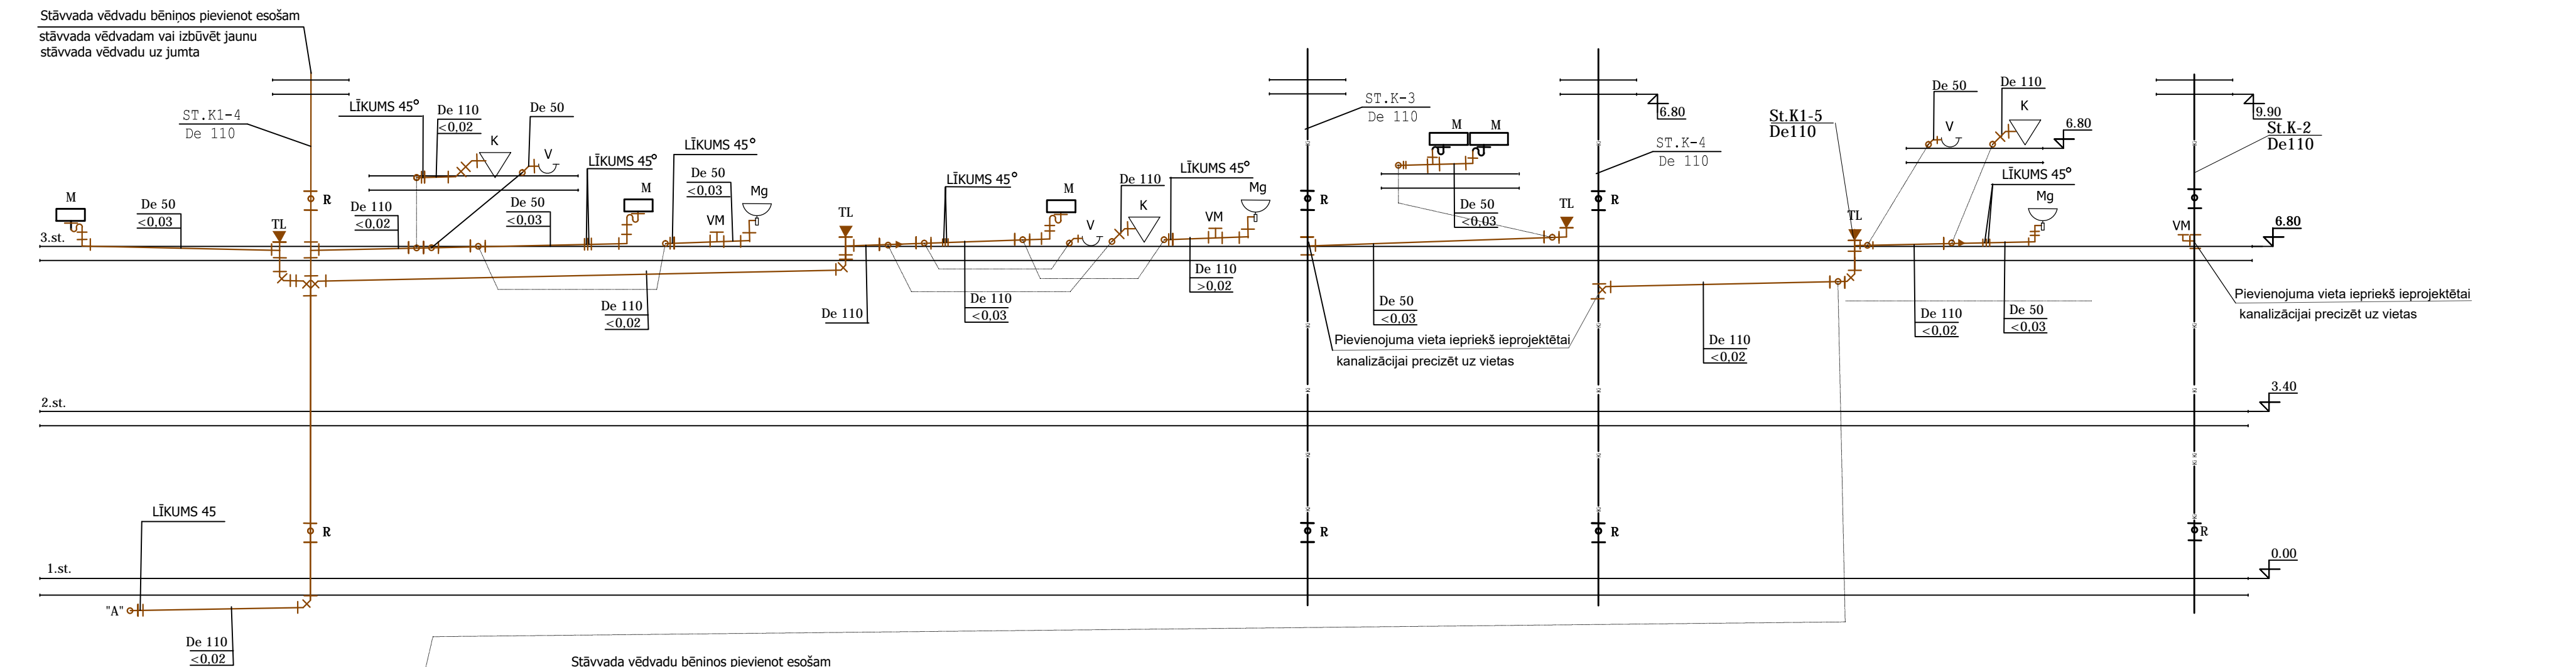 Stāvvada vēdvadu bēniņos pievienot esošam
stāvvada vēdvadam vai izbūvēt jaunu
stāvvada vēdvadu uz jumta
ST.K1-4
De 110
LĪKUMS 45°
De 110
<0,02
K
De 50
V
LĪKUMS 45°
M
LĪKUMS 45°
De 50
<0,03
VM
Mg
M
De 50
<0,03
TL
R
De 110
<0,02
De 50
<0,03
3.st.
De 110
<0,02
TL
De 110
LĪKUMS 45°
M
V
De 110
K
LĪKUMS 45°
VM
Mg
De 110
<0,03
De 110
>0,02
ST.K-3
De 110
R
M
M
De 50
<0,03
TL
De 50
<0,03
Pievienojuma vieta iepriekš ieprojektētai
kanalizācijai precizēt uz vietas
6.80
ST.K-4
De 110
R
De 110
<0,02
St.K1-5
De110
TL
De 50
V
De 110
K
6.80
LĪKUMS 45°
Mg
De 110
<0,02
De 50
<0,03
9.90
St.K-2
De110
VM
6.80
Pievienojuma vieta iepriekš ieprojektētai
kanalizācijai precizēt uz vietas
2.st.
3.40
LĪKUMS 45
R
R
R
R
1.st.
0.00
"A"
De 110
<0,02
Stāvvada vēdvadu bēniņos pievienot esošam